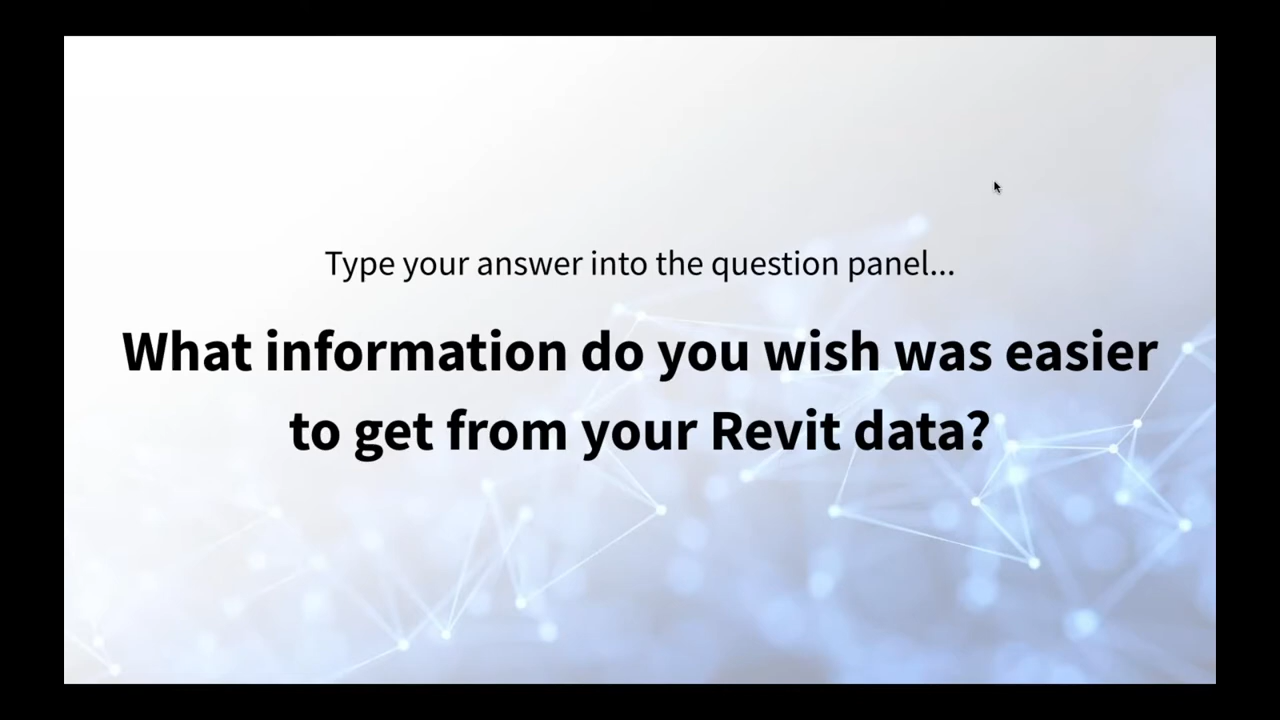 Type your answer into the question panel...
What information do you wish was easier
to get from your Revit data?